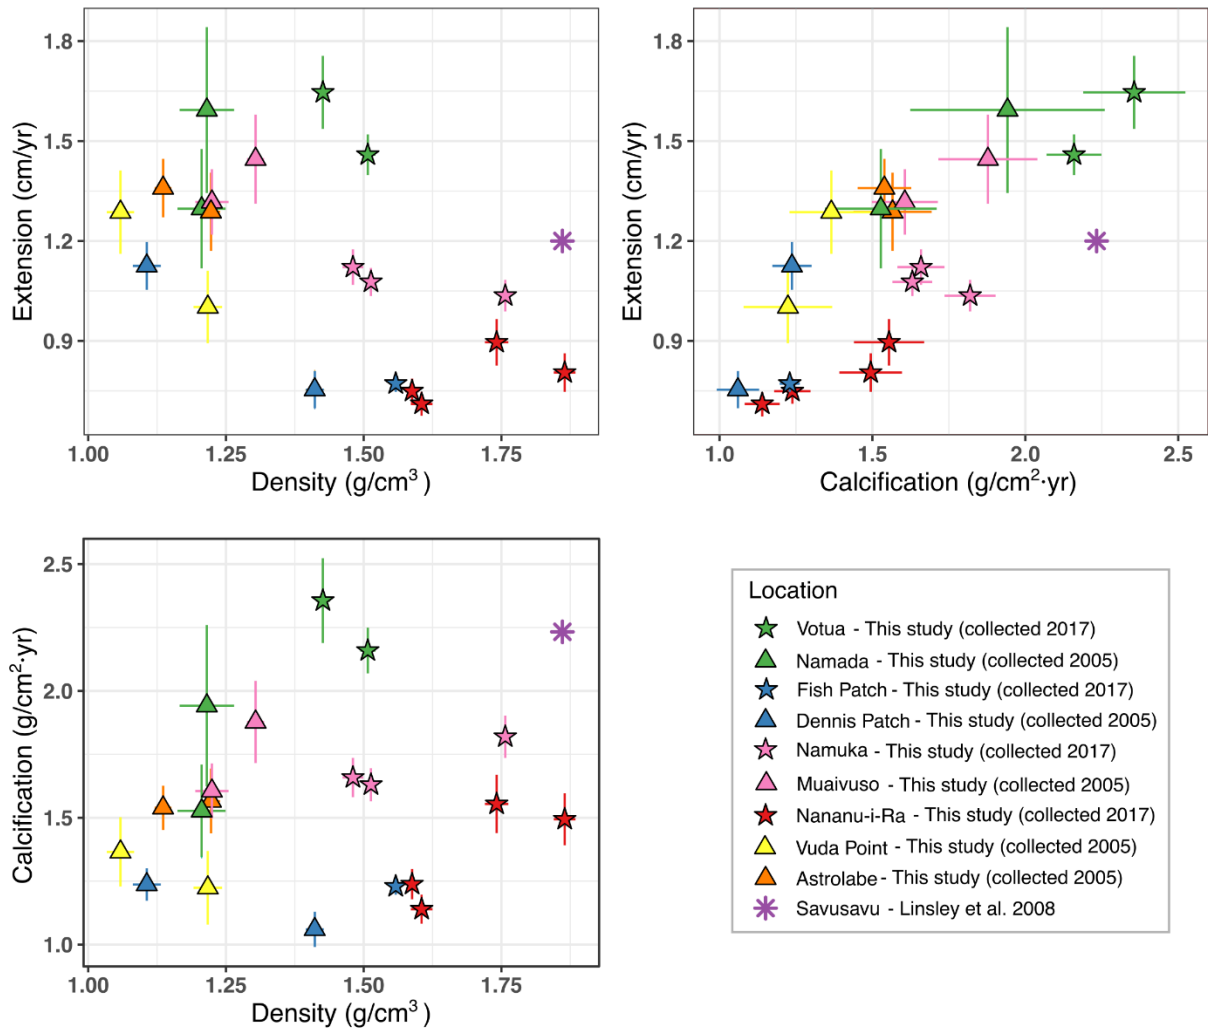 1.8
1.5
1.2
0.9
Extension (cm/yr)
1.00
1.25
1.50
1.75
Density (g/cm³ )
1.8
1.5
1.2
0.9
Extension (cm/yr)
1.0
1.5
2.0
2.5
Calcification (g/cm²·yr)
2.5
2.0
1.5
1.0
Calcification (g/cm²·yr)
1.00
1.25
1.50
1.75
Density (g/cm³ )
Location
Votua - This study (collected 2017)
Namada - This study (collected 2005)
Fish Patch - This study (collected 2017)
Dennis Patch - This study (collected 2005)
Namuka - This study (collected 2017)
Muaivuso - This study (collected 2005)
Nananu-i-Ra - This study (collected 2017)
Vuda Point - This study (collected 2005)
Astrolabe - This study (collected 2005)
Savusavu - Linsley et al. 2008